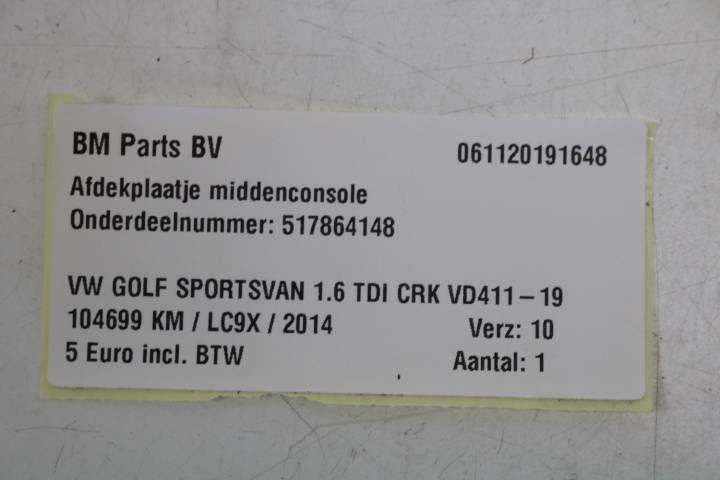 BM Parts BV 061120191648
Afdekplaatje middenconsole
Onderdeelnummer: 517864148
VW GOLF SPORTSVAN 1.6 TDI CRK VD411-19
104699 KM / LC9X / 2014 Verz: 10
5 Euro incl. BTW Aantal: 1